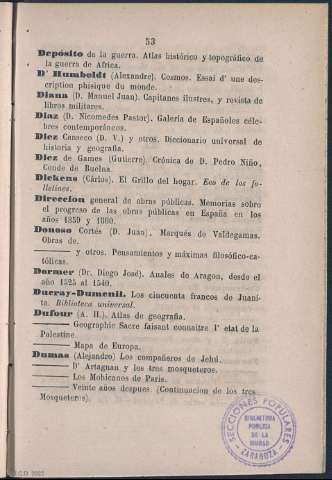 53
Depósito de la guerra. Atlas histórico y topográfico de
la guerra de Africa.
D' Humboldt (Alexandre). Cosmos. Essai d' une des-
cription phisique du monde.
Diana (D. Manuel Juan). Capitanes ilustres, y revista de
libros militares.
Diaz (D. Nicomedes Pastor). Galería de Españoles céle-
bres contemporáneos.
Diez Canseco (D. V.) y otros. Diccionario universal de
historia y geografía.
Diez de Games (Gutierre). Crónica de D. Pedro Niño,
Conde de Buelna.
Dickens (Cárlos). El Grillo del hogar. Eco de los fo-
lletines.
Direccion general de obras públicas. Memorias sobre
el progreso de las obras públicas en España en los
años 1859 y 1860.
Donoso Cortés (D. Juan). Marqués de Valdegamas.
Obras de.
——— y otros. Pensamientos y máximas filosófico-ca-
tólicas.
Dormer (Dr. Diego José). Anales de Aragon, desde el
año 1525 al 1540.
Ducray-Dumenil. Los cincuenta francos de Juani-
ta. Biblioteca universal.
Dufour (A. H.). Atlas de geografía.
——— Geographie Sacre faisant connaitre l' etat de la
Palestine.
——— Mapa de Europa.
Dumas (Alejandro) Los compañeros de Jehú.
——— D' Artagnan y los tres mosqueteros.
——— Los Mohicanos de París.
——— Veinte años despues. (Continuacion de los tres
Mosqueteros).
SECCIONES POPULARES
BIBLIOTECA
PUBLICA
DE LA
CIUDAD
ZARAGOZA